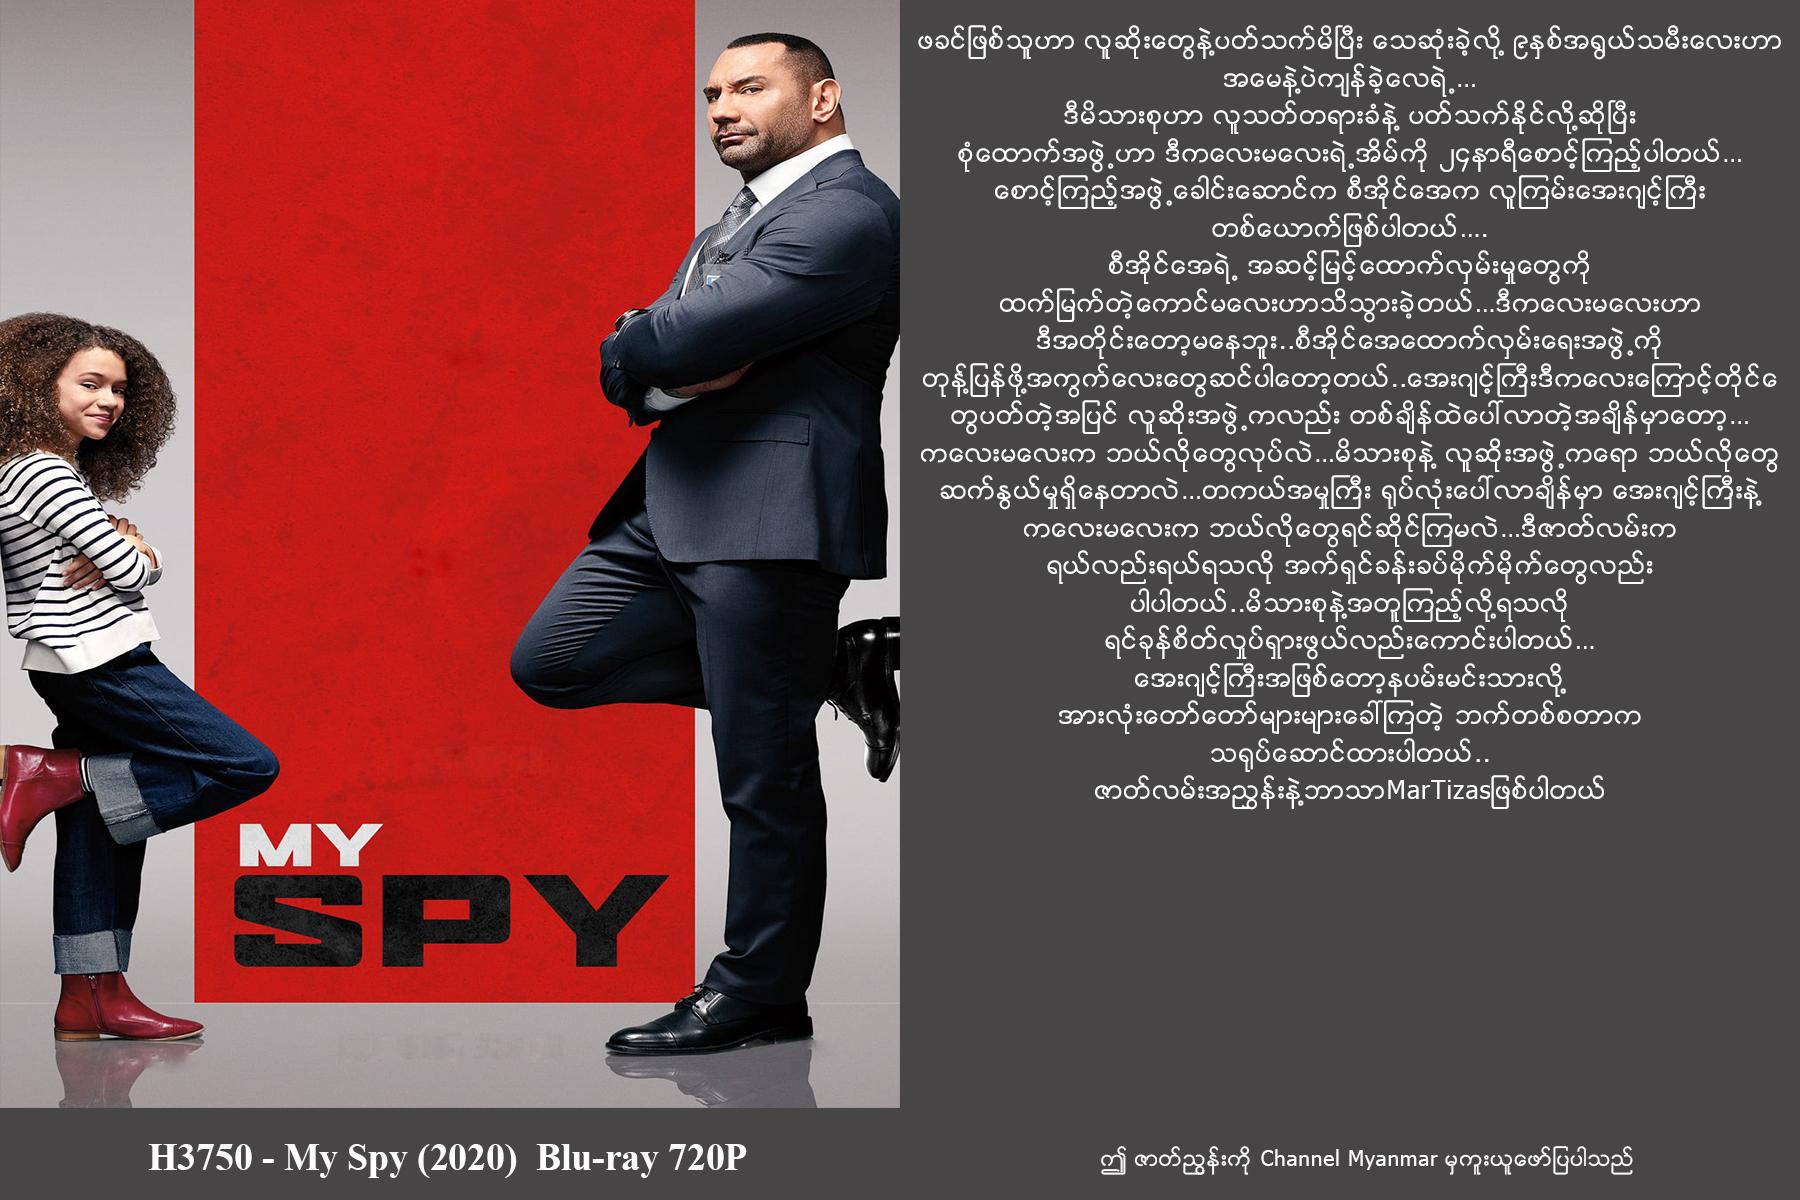 MY
SPY
H3750 - My Spy (2020)  Blu-ray 720P
ဖခင်ဖြစ်သူဟာ လူဆိုးတွေနဲ့ပတ်သက်မိပြီး သေဆုံးခဲ့လို့ ၉နှစ်အရွယ်သမီးလေးဟာ
အမေနဲ့ပဲကျန်ခဲ့လေရဲ့...
ဒီမိသားစုဟာ လူသတ်တရားခံနဲ့ ပတ်သက်နိုင်လို့ဆိုပြီး
စုံထောက်အဖွဲ့ဟာ ဒီကလေးမလေးရဲ့အိမ်ကို ၂၄နာရီစောင့်ကြည့်ပါတယ်...
စောင့်ကြည့်အဖွဲ့ခေါင်းဆောင်က စီအိုင်အေက လူကြမ်းအေးဂျင့်ကြီး
တစ်ယောက်ဖြစ်ပါတယ်....
စီအိုင်အေရဲ့ အဆင့်မြင့်ထောက်လှမ်းမှုတွေကို
ထက်မြက်တဲ့ကောင်မလေးဟာသိသွားခဲ့တယ်...ဒီကလေးမလေးဟာ
ဒီအတိုင်းတော့မနေဘူး..စီအိုင်အေထောက်လှမ်းရေးအဖွဲ့ကို
တုန့်ပြန်ဖို့အကွက်လေးတွေဆင်ပါတော့တယ်..အေးဂျင့်ကြီးဒီကလေးကြောင့်တိုင်ေ
တွပတ်တဲ့အပြင် လူဆိုးအဖွဲ့ကလည်း တစ်ချိန်ထဲပေါ်လာတဲ့အချိန်မှာတော့...
ကလေးမလေးက ဘယ်လိုတွေလုပ်လဲ...မိသားစုနဲ့ လူဆိုးအဖွဲ့ကရော ဘယ်လိုတွေ
ဆက်နွယ်မှုရှိနေတာလဲ...တကယ်အမှုကြီး ရုပ်လုံးပေါ်လာချိန်မှာ အေးဂျင့်ကြီးနဲ့
ကလေးမလေးက ဘယ်လိုတွေရင်ဆိုင်ကြမလဲ...ဒီဇာတ်လမ်းက
ရယ်လည်းရယ်ရသလို အက်ရှင်ခန်းခပ်မိုက်မိုက်တွေလည်း
ပါပါတယ်..မိသားစုနဲ့အတူကြည့်လို့ရသလို
ရင်ခုန်စိတ်လှုပ်ရှားဖွယ်လည်းကောင်းပါတယ်...
အေးဂျင့်ကြီးအဖြစ်တော့နပမ်းမင်းသားလို့
အားလုံးတော်တော်များများခေါ်ကြတဲ့ ဘက်တစ်စတာက
သရုပ်ဆောင်ထားပါတယ်..
ဇာတ်လမ်းအညွှန်းနဲ့ဘာသာMarTizasဖြစ်ပါတယ်
ဤ ဇာတ်ညွှန်းကို Channel Myanmar မှကူးယူဖော်ပြပါသည်